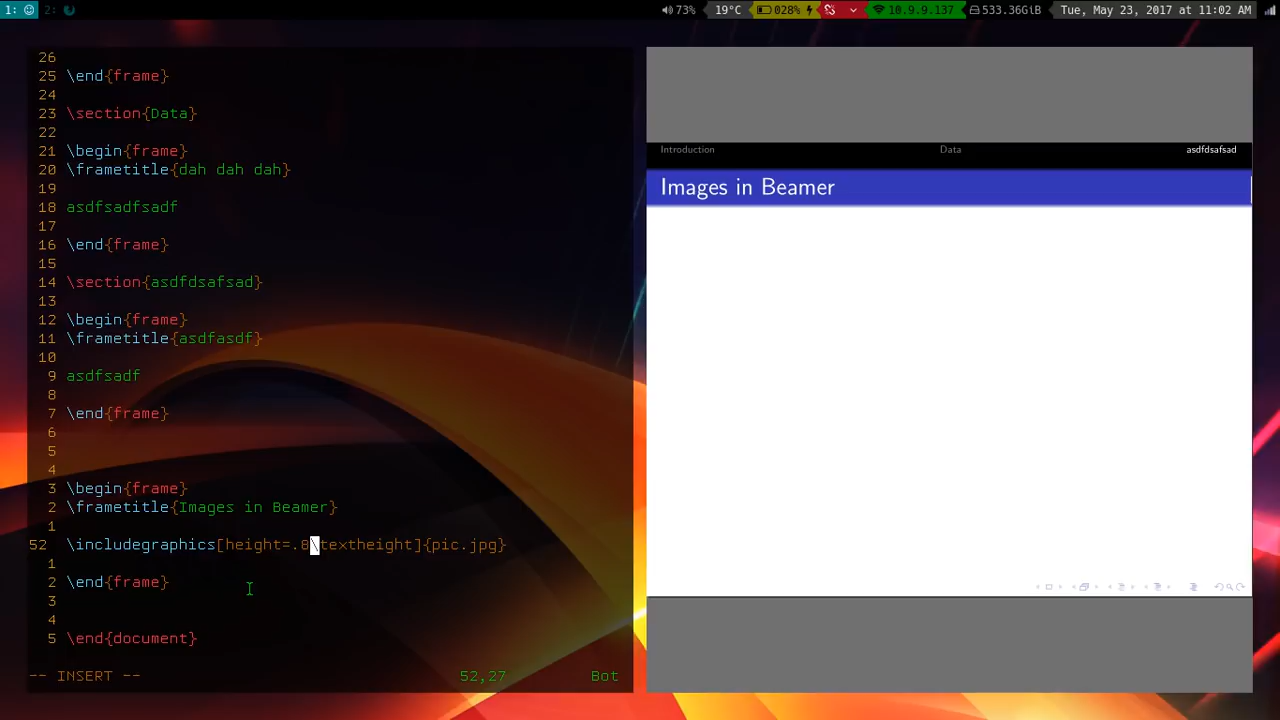 1: ☺ 2:
73% 19°C 028% 10.9.9.137 533.36GiB Tue, May 23, 2017 at 11:02 AM
26
25 \end{frame}
24
23 \section{Data}
22
21 \begin{frame}
20 \frametitle{dah dah dah}
19
18 asdfsadfsadf
17
16 \end{frame}
15
14 \section{asdfdsafsad}
13
12 \begin{frame}
11 \frametitle{asdfasdf}
10
9 asdfsadf
8
7 \end{frame}
6
5
4
3 \begin{frame}
2 \frametitle{Images in Beamer}
1
52 \includegraphics[height=.8\textheight]{pic.jpg}
1
2 \end{frame}
3
4
5 \end{document}
-- INSERT -- 52,27 Bot
Introduction Data asdfdsafsad
Images in Beamer